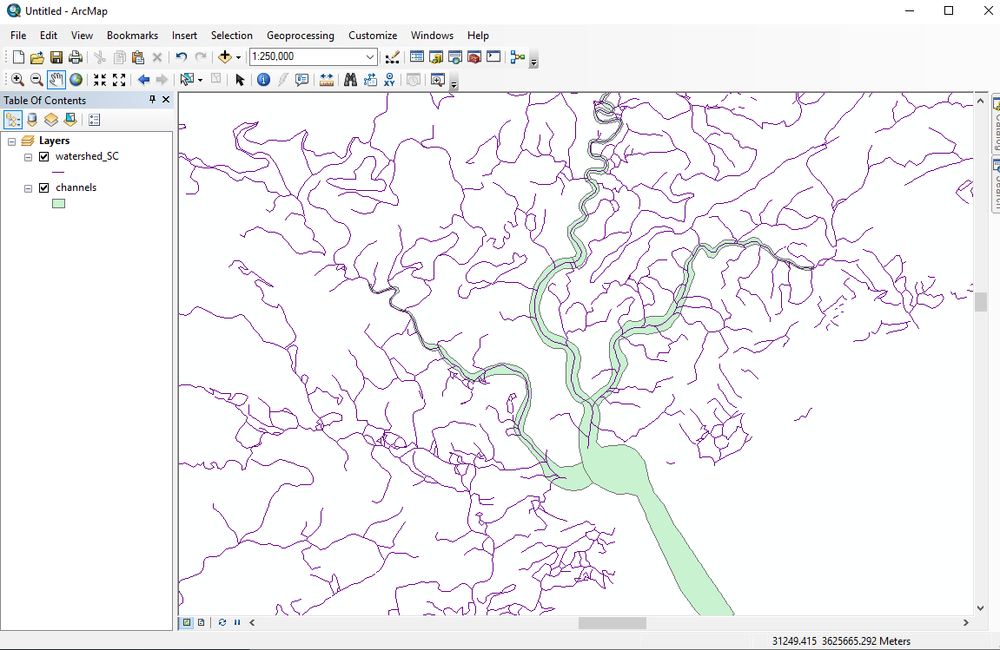 Untitled - ArcMap
File Edit View Bookmarks Insert Selection Geoprocessing Customize Windows Help
1:250,000
XY
Table Of Contents
Layers
watershed_SC
channels
Catalog
Search
31249.415 3625665.292 Meters